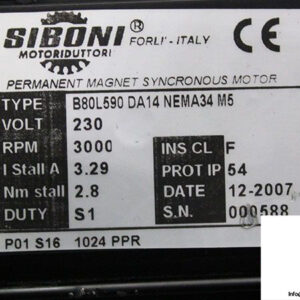 SIBONI
MOTORIDUTTORI
FORLI' - ITALY
CE
PERMANENT MAGNET SYNCRONOUS MOTOR
TYPE B80L590 DA14 NEMA34 M5
VOLT 230
RPM 3000 INS CL F
I Stall A 3.29 PROT IP 54
Nm stall 2.8 DATE 12-2007
DUTY S1 S.N. 000588
P01 S16 1024 PPR